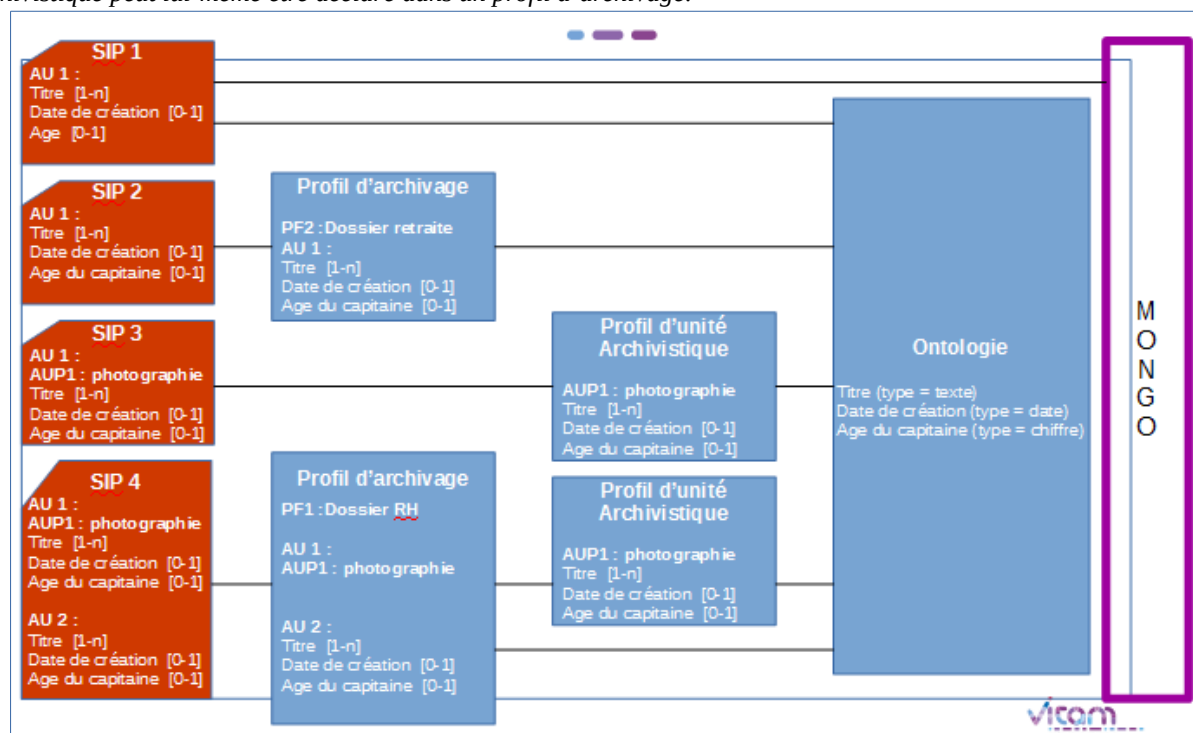 SIP 1
AU 1 :
Titre [1-n]
Date de création [0-1]
Age [0-1]
SIP 2
AU 1 :
Titre [1-n]
Date de création [0-1]
Age du capitaine [0-1]
Profil d'archivage
PF2 :Dossier retraite
AU 1 :
Titre [1-n]
Date de création [0-1]
Age du capitaine [0-1]
SIP 3
AU 1 :
AUP1 : photographie
Titre [1-n]
Date de création [0-1]
Age du capitaine [0-1]
Profil d'unité
Archivistique
AUP1 : photographie
Titre [1-n]
Date de création [0-1]
Age du capitaine [0-1]
SIP 4
AU 1 :
AUP1 : photographie
Titre [1-n]
Date de création [0-1]
Age du capitaine [0-1]
AU 2 :
Titre [1-n]
Date de création [0-1]
Age du capitaine [0-1]
Profil d'archivage
PF1 :Dossier RH
AU 1 :
AUP1 : photographie
AU 2 :
Titre [1-n]
Date de création [0-1]
Age du capitaine [0-1]
Profil d'unité
Archivistique
AUP1 : photographie
Titre [1-n]
Date de création [0-1]
Age du capitaine [0-1]
Ontologie
Titre (type = texte)
Date de création (type = date)
Age du capitaine (type = chiffre)
M
O
N
G
O
vitam